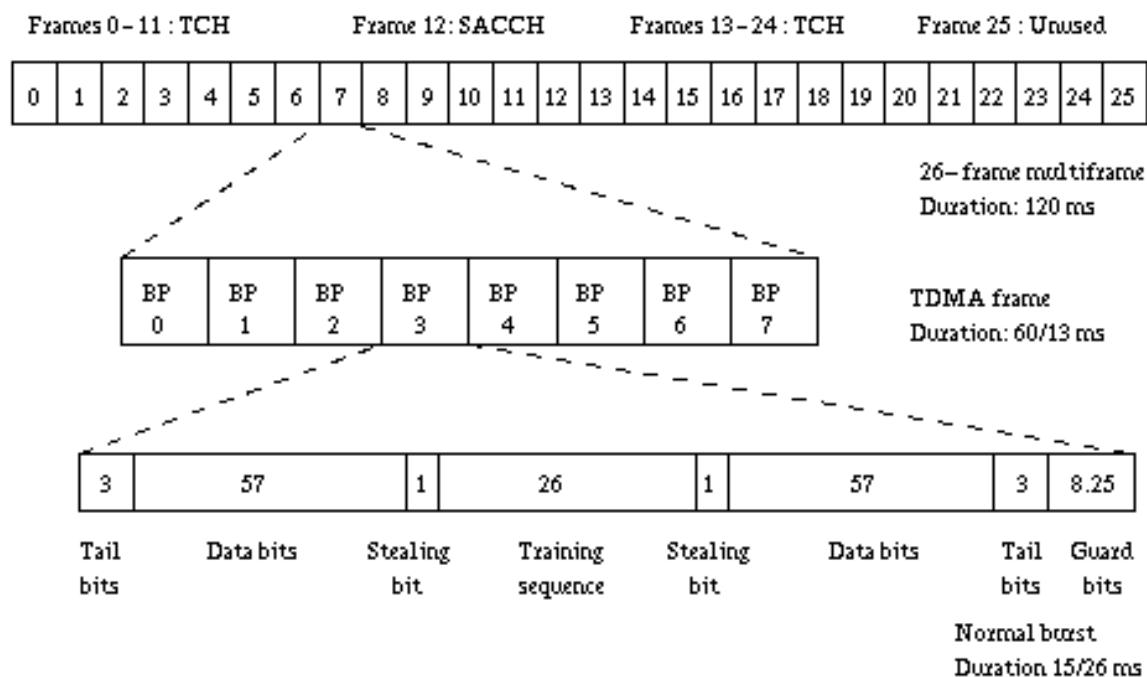 Frames 0–11 : TCH Frame 12: SACCH Frames 13–24 : TCH Frame 25 : Unused
0 1 2 3 4 5 6 7 8 9 10 11 12 13 14 15 16 17 18 19 20 21 22 23 24 25
26–frame multiframe
Duration: 120 ms
BP BP BP BP BP BP BP BP
0 1 2 3 4 5 6 7
TDMA frame
Duration: 60/13 ms
3 57 1 26 1 57 3 8.25
Tail Data bits Stealing Training Stealing Data bits Tail Guard
bits bit sequence bit bits bits
Normal burst
Duration 15/26 ms